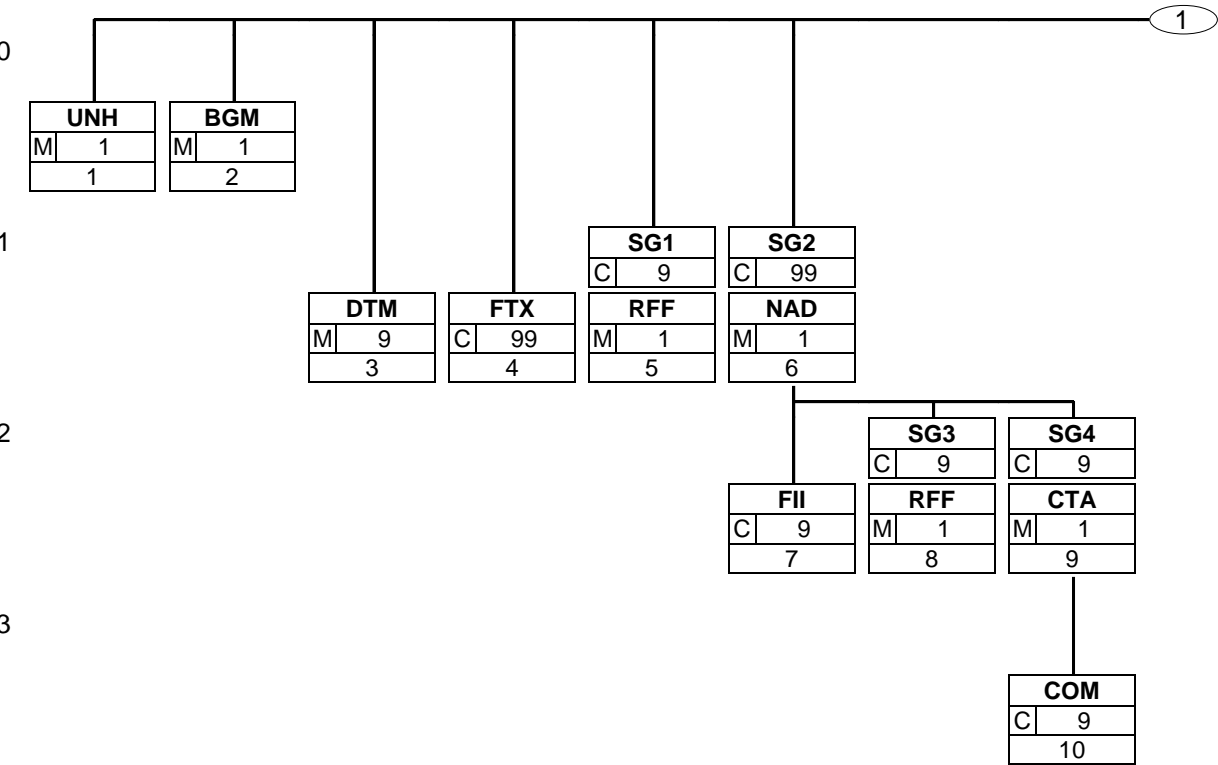 1
0
UNH BGM
M 1 M 1
1 2
1
SG1 SG2
C 9 C 99
DTM FTX RFF NAD
M 9 C 99 M 1 M 1
3 4 5 6
2
SG3 SG4
C 9 C 9
FII RFF CTA
C 9 M 1 M 1
7 8 9
3
COM
C 9
10